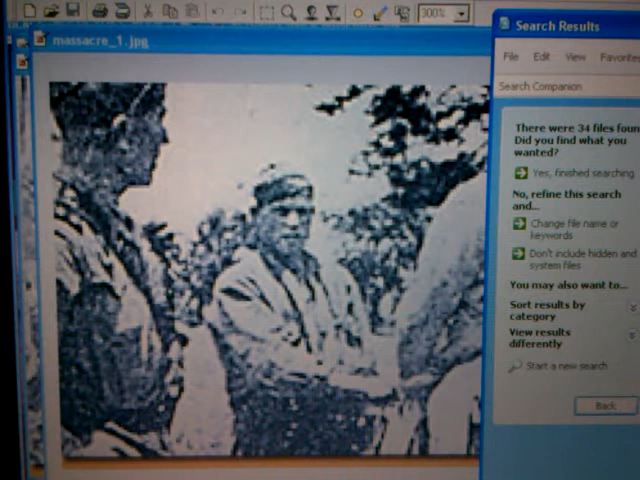 300%
massacre_1.jpg
Search Results
File Edit View Favorites
Search Companion
There were 34 files foun
Did you find what you
wanted?
Yes, finished searching
No, refine this search
and...
Change file name or
keywords
Don't include hidden and
system files
You may also want to...
Sort results by
category
View results
differently
Start a new search
Back